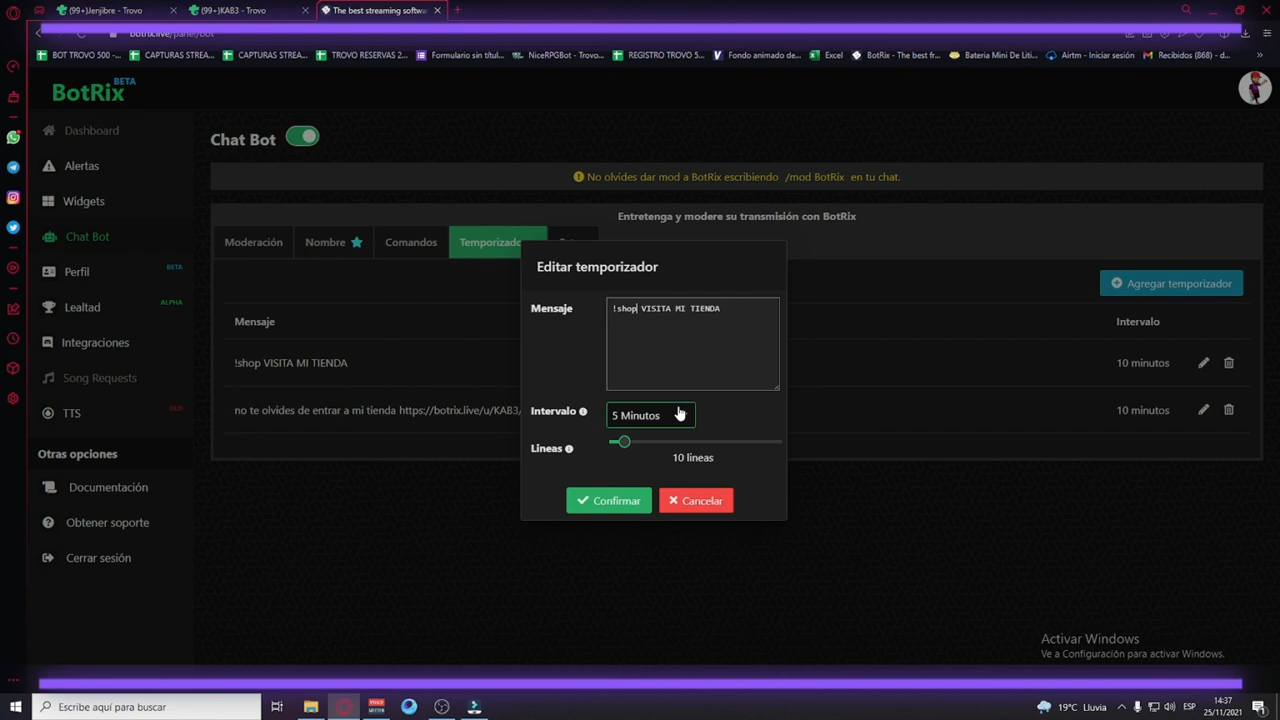 (99+)Jenjibre - Trovo
(99+)KAB3 - Trovo
The best streaming softwa
BOT TROVO 500 -...
CAPTURAS STREA...
CAPTURAS STREA...
TROVO RESERVAS 2...
Formulario sin títul...
NiceRPGBot - Trovo...
REGISTRO TROVO 5...
Fondo animado de...
Excel
BotRix - The best fr...
Bateria Mini De Liti...
Airtm - Iniciar sesión
Recibidos (868) - d...
»
BotRix BETA
Dashboard
Alertas
Widgets
Chat Bot
Perfil BETA
Lealtad ALPHA
Integraciones
Song Requests
TTS
Otras opciones
Documentación
Obtener soporte
Cerrar sesión
Chat Bot
No olvides dar mod a BotRix escribiendo /mod BotRix en tu chat.
Entretenga y modere su transmisión con BotRix
Moderación
Nombre
Comandos
Temporizado
Agregar temporizador
Mensaje
Intervalo
!shop VISITA MI TIENDA
10 minutos
no te olvides de entrar a mi tienda https://botrix.live/u/KAB3/
10 minutos
Editar temporizador
Mensaje
!shop VISITA MI TIENDA
Intervalo
5 Minutos
Lineas
10 lineas
Confirmar
Cancelar
Activar Windows
Ve a Configuración para activar Windows.
Escribe aquí para buscar
19°C Lluvia
ESP
14:37
25/11/2021